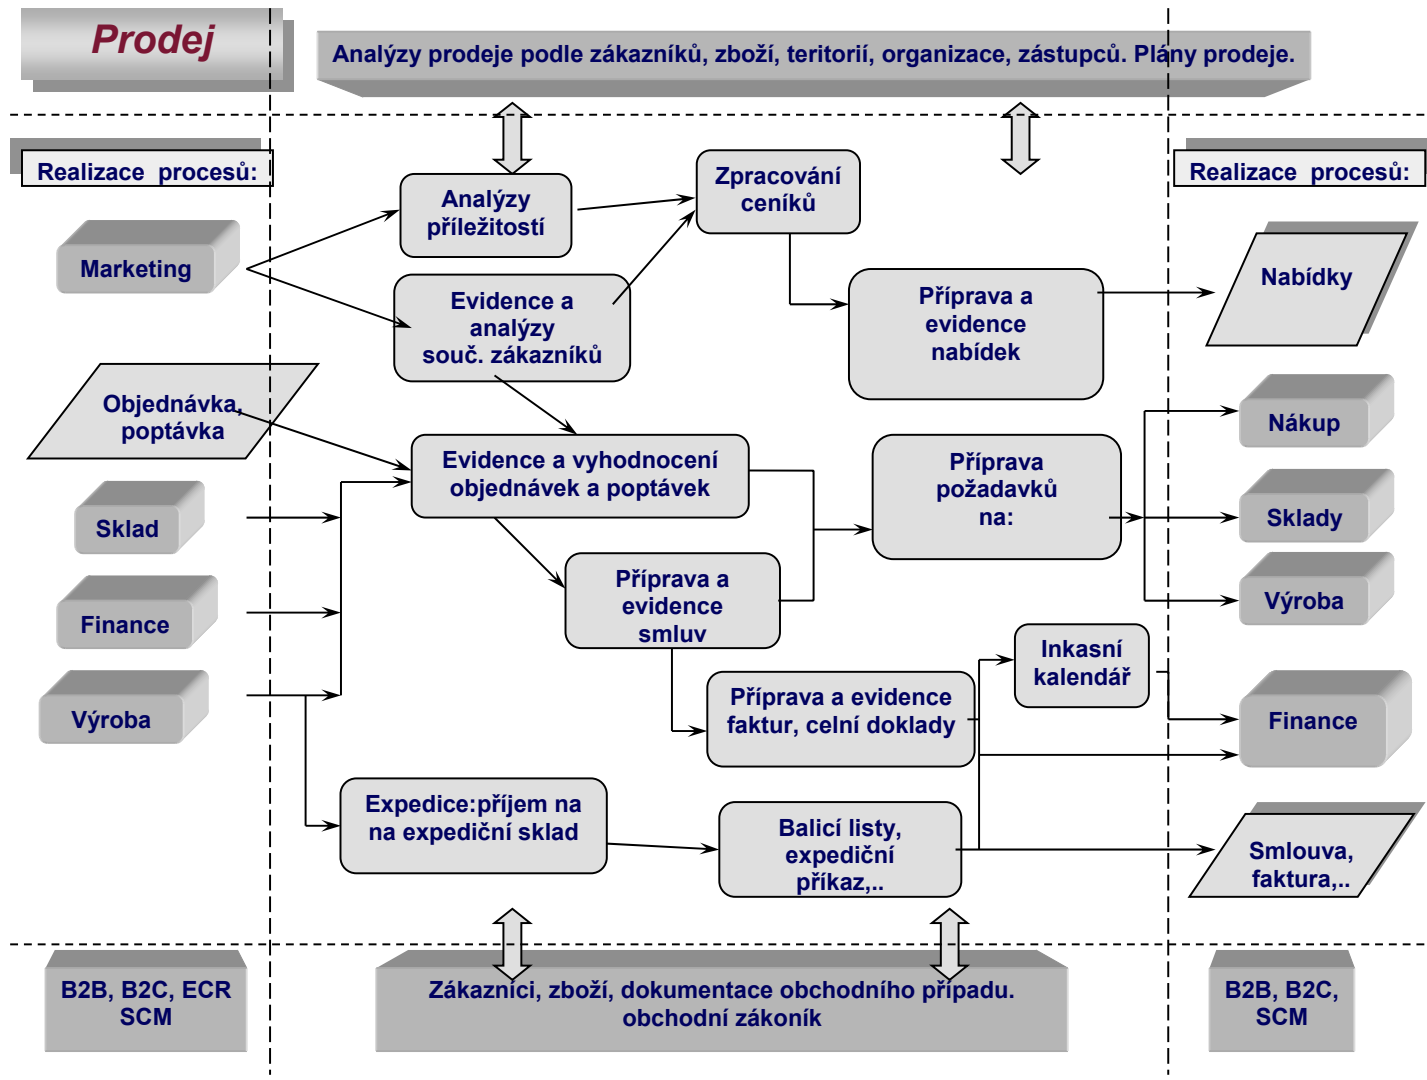 Prodej
Analýzy prodeje podle zákazníků, zboží, teritorií, organizace, zástupců. Plány prodeje.
Realizace procesů:
Realizace procesů:
Marketing
Analýzy
příležitostí
Zpracování
ceníků
Evidence a
analýzy
souč. zákazníků
Příprava a
evidence
nabídek
Nabídky
Objednávka,
poptávka
Evidence a vyhodnocení
objednávek a poptávek
Příprava
požadavků
na:
Nákup
Sklad
Sklady
Finance
Příprava a
evidence
smluv
Výroba
Výroba
Příprava a evidence
faktur, celní doklady
Inkasní
kalendář
Finance
Expedice:příjem na
na expediční sklad
Balicí listy,
expediční
příkaz,..
Smlouva,
faktura,..
B2B, B2C, ECR
SCM
Zákazníci, zboží, dokumentace obchodního případu.
obchodní zákoník
B2B, B2C,
SCM